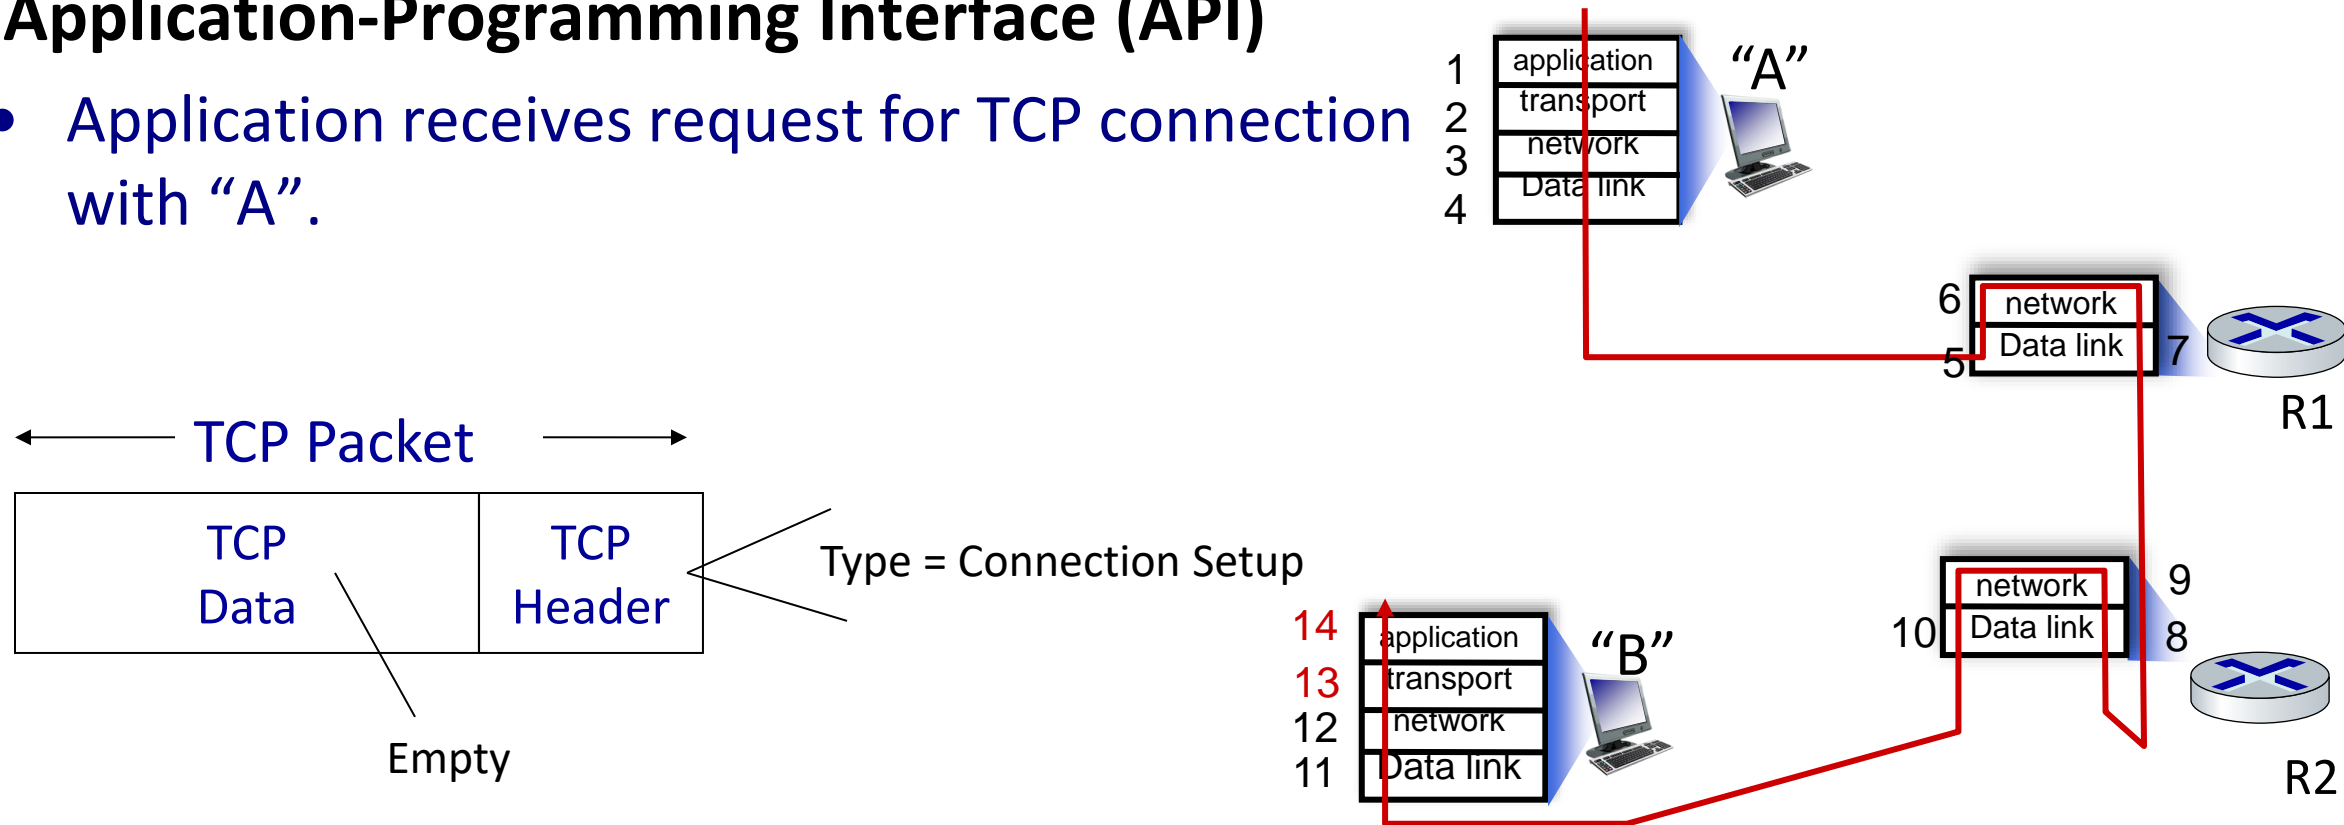 Application-Programming Interface (API)
• Application receives request for TCP connection
with “A”.
1 application
2 transport
3 network
4 Data link
“A”
6 network
5 Data link 7
R1
TCP Packet
TCP Data
TCP Header
Type = Connection Setup
Empty
network 9
10 Data link 8
R2
14 application
13 transport
12 network
11 Data link
“B”